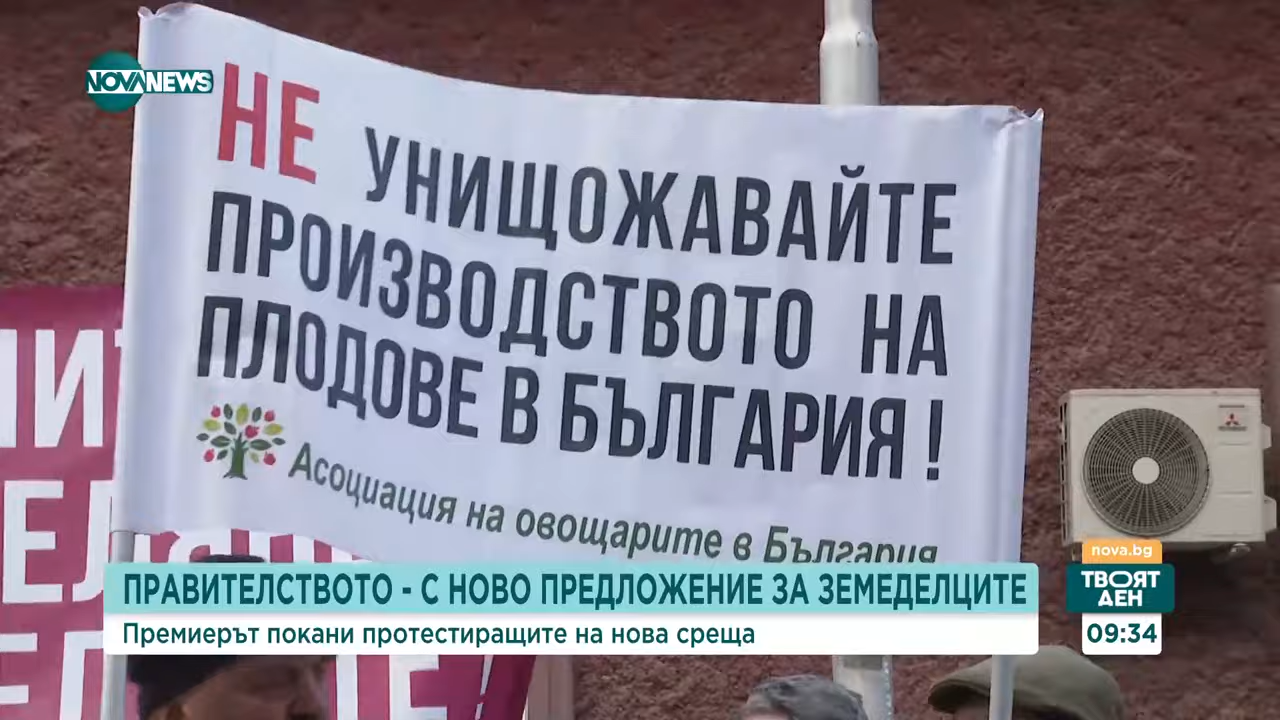 NOVANEWS
НЕ УНИЩОЖАВАЙТЕ
ПРОИЗВОДСТВОТО НА
ПЛОДОВЕ В БЪЛГАРИЯ!
Асоциация на овощарите в България
nova.bg
ТВОЯТ
ДЕН
09:34
ПРАВИТЕЛСТВОТО - С НОВО ПРЕДЛОЖЕНИЕ ЗА ЗЕМЕДЕЛЦИТЕ
Премиерът покани протестиращите на нова среща